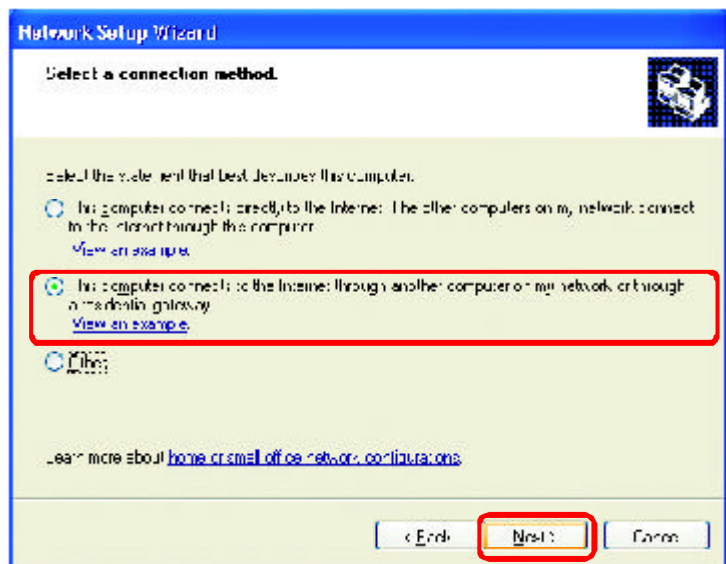 Network Setup Wizard
Select a connection method.
Select the statement that best describes this computer:
This computer connects directly to the Internet. The other computers on my network connect
to the Internet through this computer.
View an example.
This computer connects to the Internet through another computer on my network or through
a residential gateway.
View an example.
Other
Learn more about home or small office network configurations.
< Back
Next >
Cancel